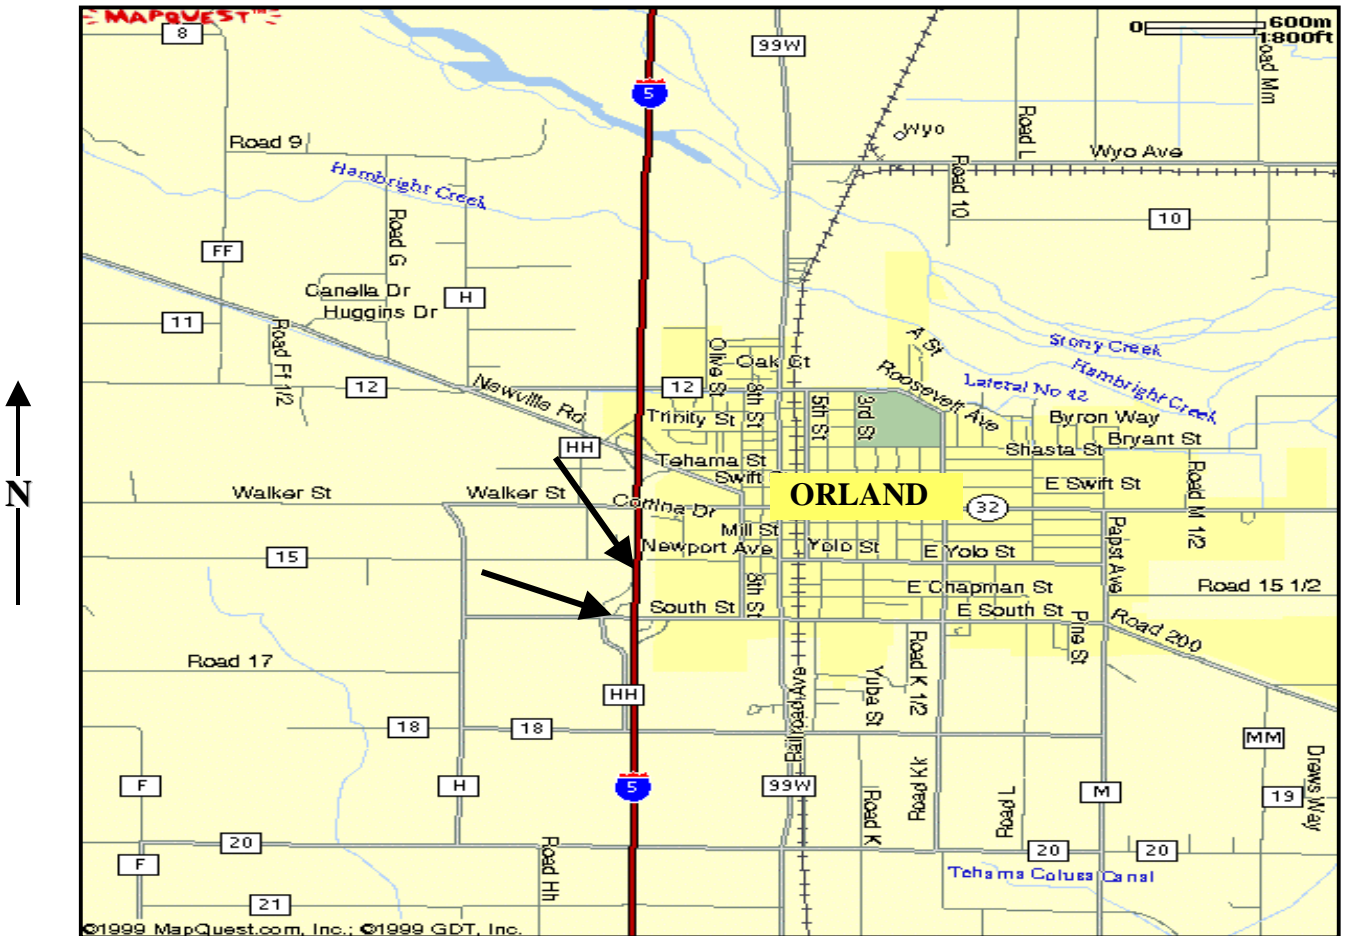 MAPQUEST™
0 600m
1800ft
8
99W
5
Road Mm
Wyo
Road L
Road 9
Wyo Ave
Hambright Creek
Road 10
10
Road G
FF
Canella Dr
H
Huggins Dr
11
Road Ff 1/2
A St
Stony Creek
Olive St
Oak Ct
Hambright Creek
Roosevelt Ave
Lateral No 42
12
Newville Rd
12
8th St
5th St
3rd St
Trinity St
Byron Way
Bryant St
HH
Shasta St
Tehama St
Swift
E Swift St
Road M 1/2
N
Walker St
Walker St
Cortina Dr
ORLAND
32
Mill St
Newport Ave
Yolo St
E Yolo St
Papst Ave
15
8th St
E Chapman St
Road 15 1/2
South St
E South St
Pine St
Road 200
Road 17
Road K 1/2
Yuba St
HH
Railroad Ave
18
18
MM
Draws Way
F
H
5
99W
Road K
Road Kk
Road L
M
19
20
Road Hh
20
20
F
Tehama Colusa Canal
21
©1999 MapQuest.com, Inc.; ©1999 GDT, Inc.